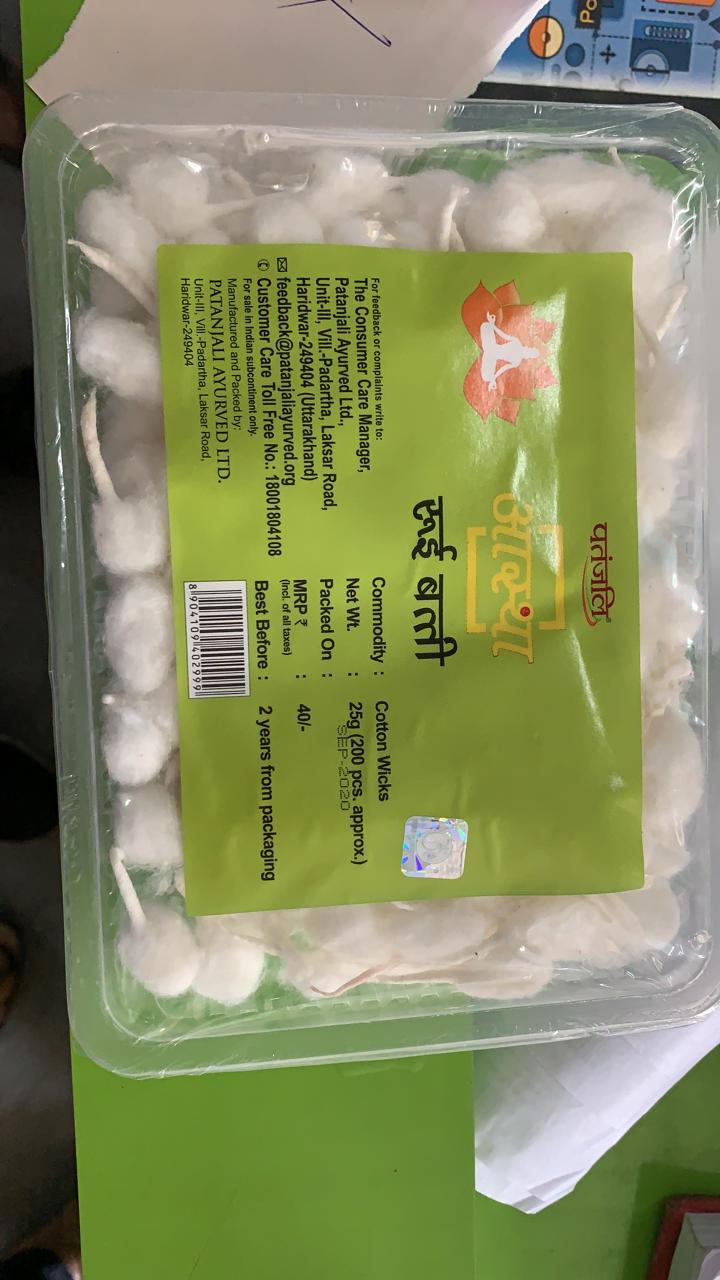 पतंजलि
आस्था
रूई बत्ती
For feedback or complaints write to:
The Consumer Care Manager,
Patanjali Ayurved Ltd.,
Unit-III, Vill.-Padartha, Laksar Road,
Haridwar-249404 (Uttarakhand)
feedback@patanjaliayurved.org
Customer Care Toll Free No.: 18001804108
For sale in Indian subcontinent only.
Manufactured and Packed by:
PATANJALI AYURVED LTD.
Unit-III, Vill.-Padartha, Laksar Road,
Haridwar-249404
Commodity : Cotton Wicks
Net Wt. : 25g (200 pcs. approx.)
Packed On : SEP-2020
MRP ₹ : 40/-
(Incl. of all taxes)
Best Before : 2 years from packaging
8904109402999
Po